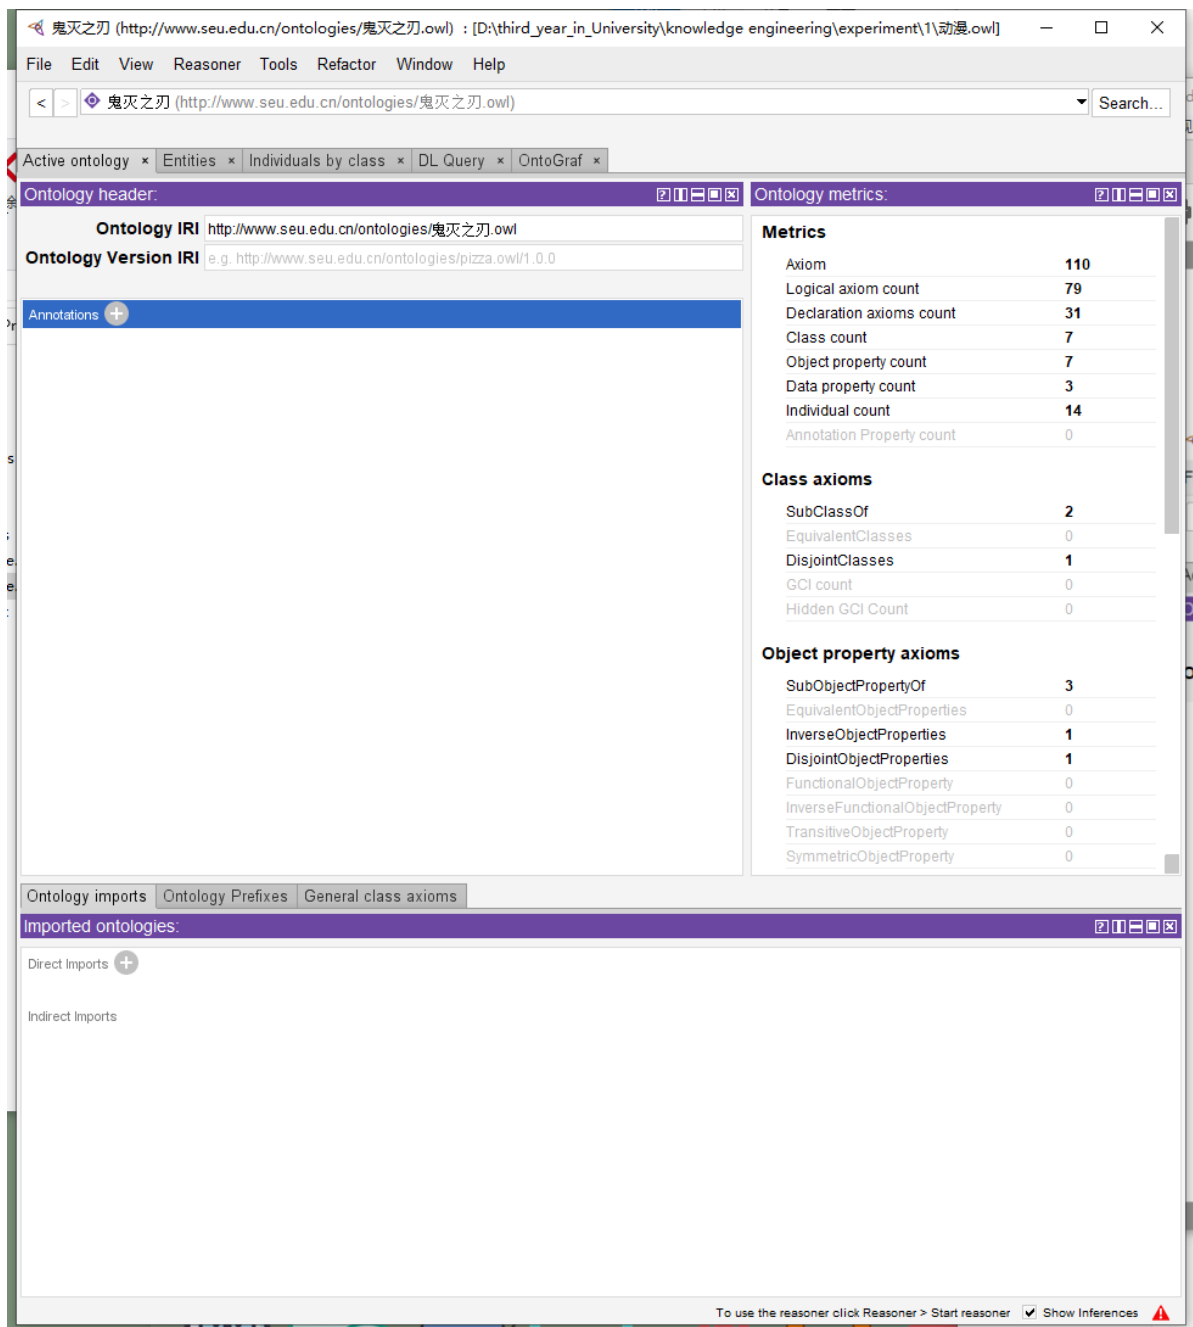 鬼灭之刃 (http://www.seu.edu.cn/ontologies/鬼灭之刃.owl) : [D:\third_year_in_University\knowledge engineering\experiment\1\动漫.owl]
File Edit View Reasoner Tools Refactor Window Help
< > 鬼灭之刃 (http://www.seu.edu.cn/ontologies/鬼灭之刃.owl) Search...
Active ontology × Entities × Individuals by class × DL Query × OntoGraf ×
Ontology header:
Ontology IRI http://www.seu.edu.cn/ontologies/鬼灭之刃.owl
Ontology Version IRI e.g. http://www.seu.edu.cn/ontologies/pizza.owl/1.0.0
Annotations
Ontology metrics:
Metrics
Axiom 110
Logical axiom count 79
Declaration axioms count 31
Class count 7
Object property count 7
Data property count 3
Individual count 14
Annotation Property count 0
Class axioms
SubClassOf 2
EquivalentClasses 0
DisjointClasses 1
GCI count 0
Hidden GCI Count 0
Object property axioms
SubObjectPropertyOf 3
EquivalentObjectProperties 0
InverseObjectProperties 1
DisjointObjectProperties 1
FunctionalObjectProperty 0
InverseFunctionalObjectProperty 0
TransitiveObjectProperty 0
SymmetricObjectProperty 0
Ontology imports Ontology Prefixes General class axioms
Imported ontologies:
Direct Imports
Indirect Imports
To use the reasoner click Reasoner > Start reasoner Show Inferences